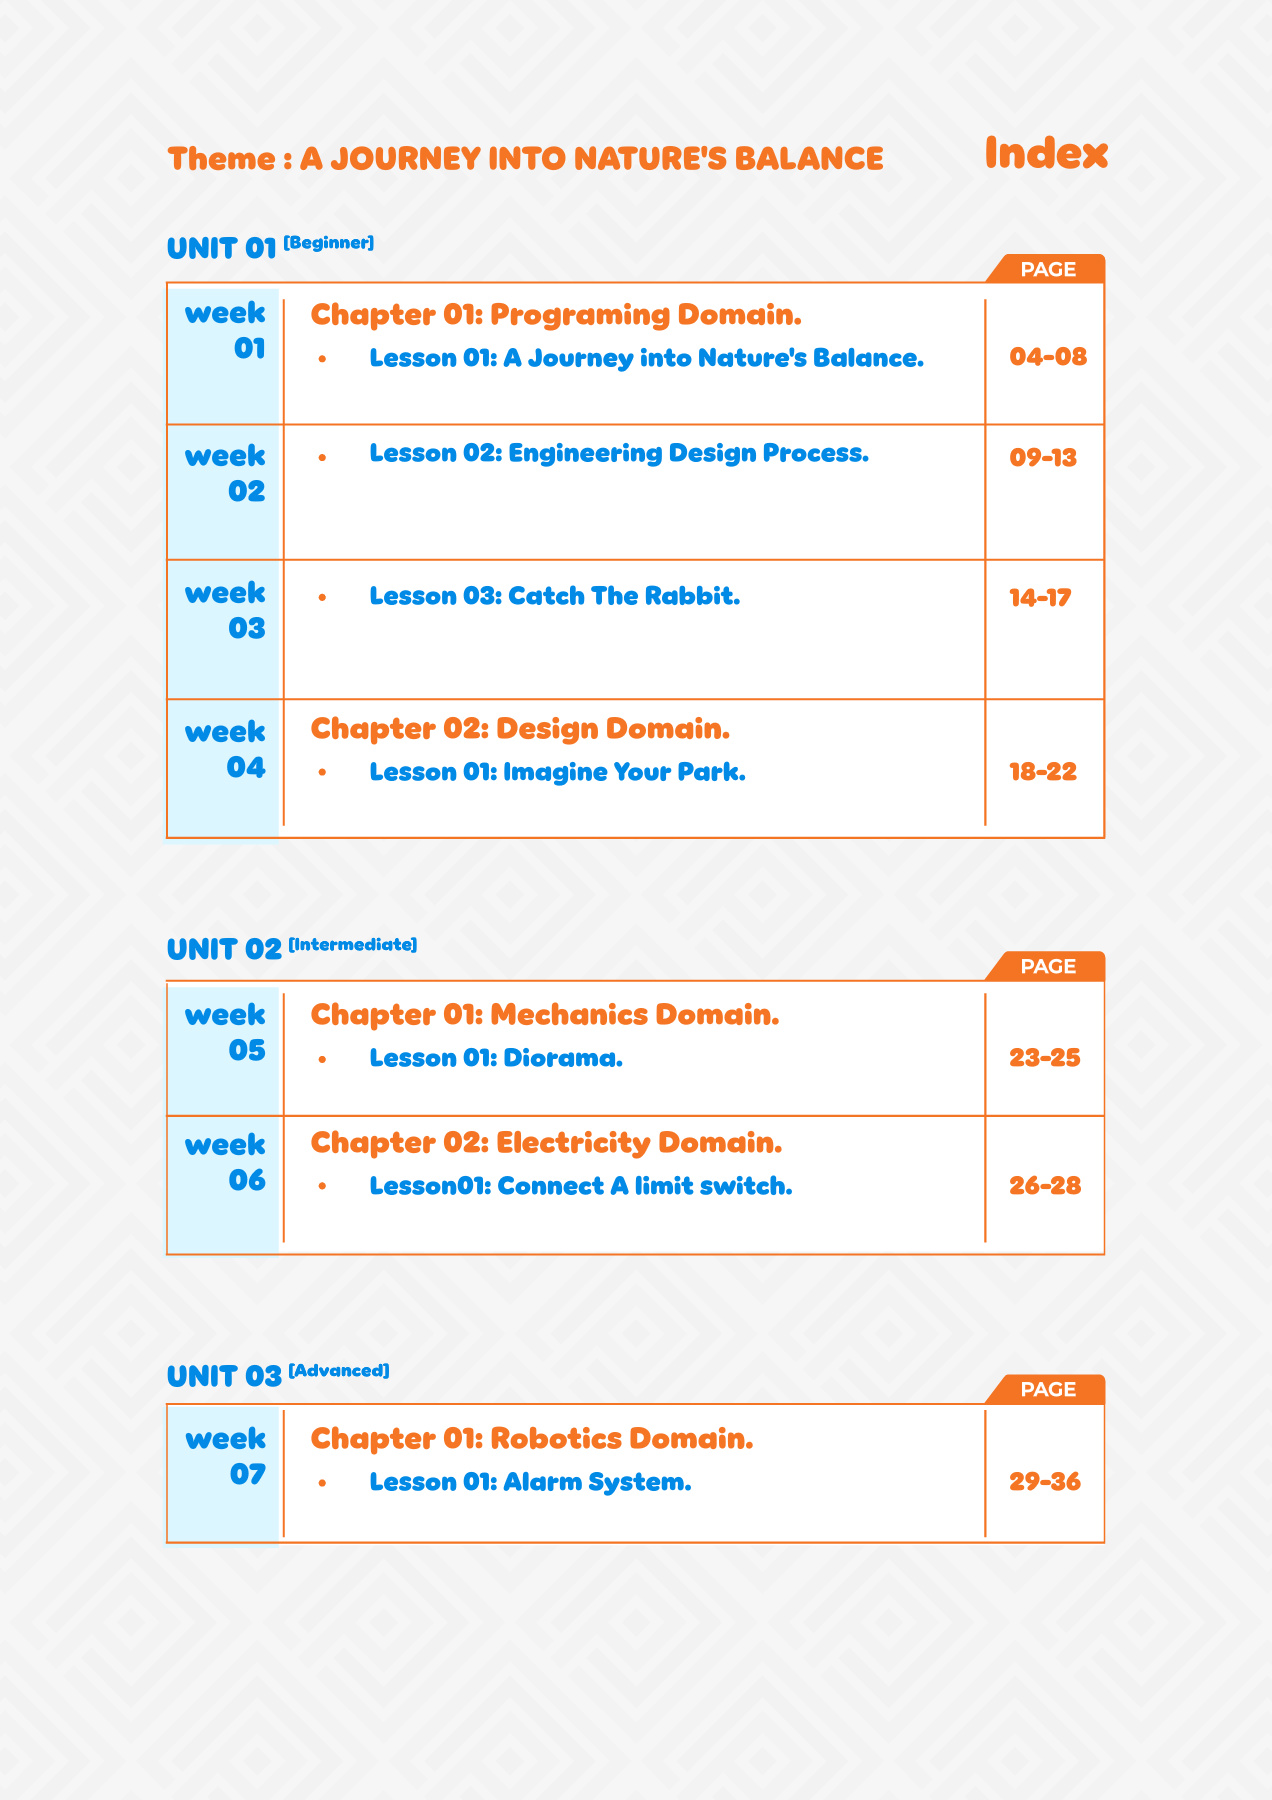 Theme : A JOURNEY INTO NATURE'S BALANCE
Index
UNIT 01 [Beginner]
PAGE
week
01
Chapter 01: Programing Domain.
• Lesson 01: A Journey into Nature's Balance.
04-08
week
02
• Lesson 02: Engineering Design Process.
09-13
week
03
• Lesson 03: Catch The Rabbit.
14-17
week
04
Chapter 02: Design Domain.
• Lesson 01: Imagine Your Park.
18-22
UNIT 02 [Intermediate]
PAGE
week
05
Chapter 01: Mechanics Domain.
• Lesson 01: Diorama.
23-25
week
06
Chapter 02: Electricity Domain.
• Lesson01: Connect A limit switch.
26-28
UNIT 03 [Advanced]
PAGE
week
07
Chapter 01: Robotics Domain.
• Lesson 01: Alarm System.
29-36